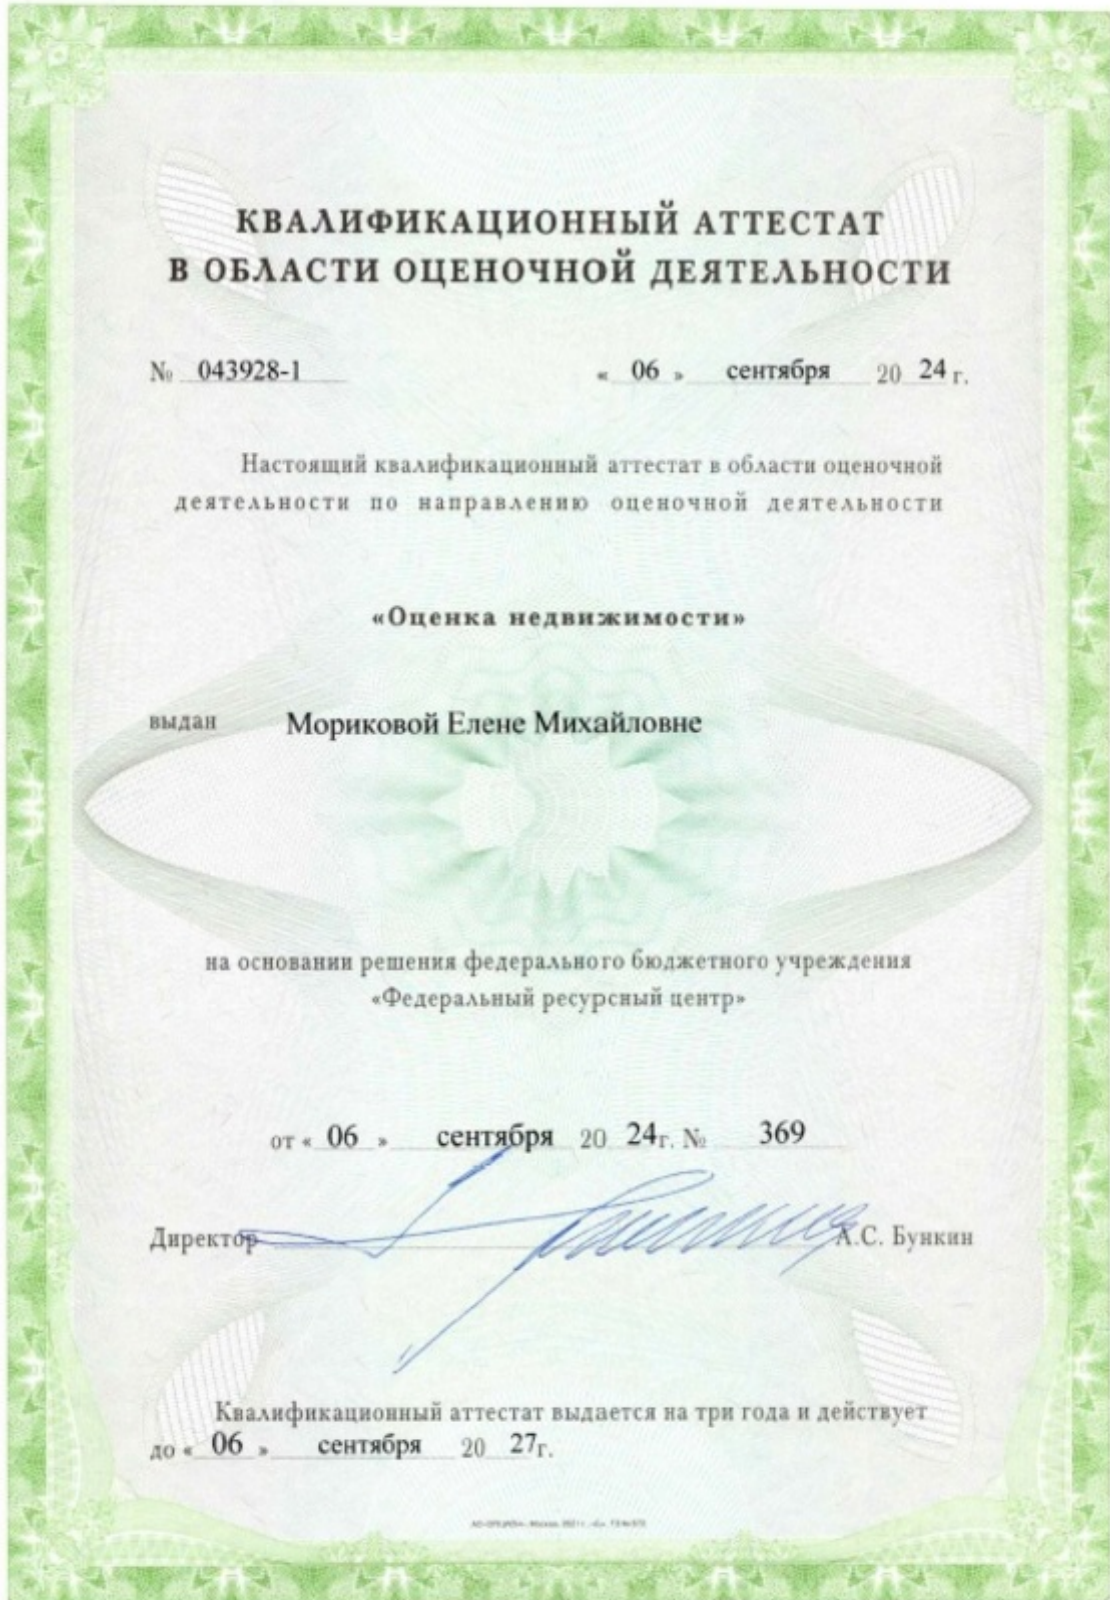 КВАЛИФИКАЦИОННЫЙ АТТЕСТАТ
В ОБЛАСТИ ОЦЕНОЧНОЙ ДЕЯТЕЛЬНОСТИ
№ 043928-1 « 06 » сентября 20 24 г.
Настоящий квалификационный аттестат в области оценочной
деятельности по направлению оценочной деятельности
«Оценка недвижимости»
выдан Мориковой Елене Михайловне
на основании решения федерального бюджетного учреждения
«Федеральный ресурсный центр»
от « 06 » сентября 20 24г. № 369
Директор А.С. Бункин
Квалификационный аттестат выдается на три года и действует
до « 06 » сентября 20 27г.